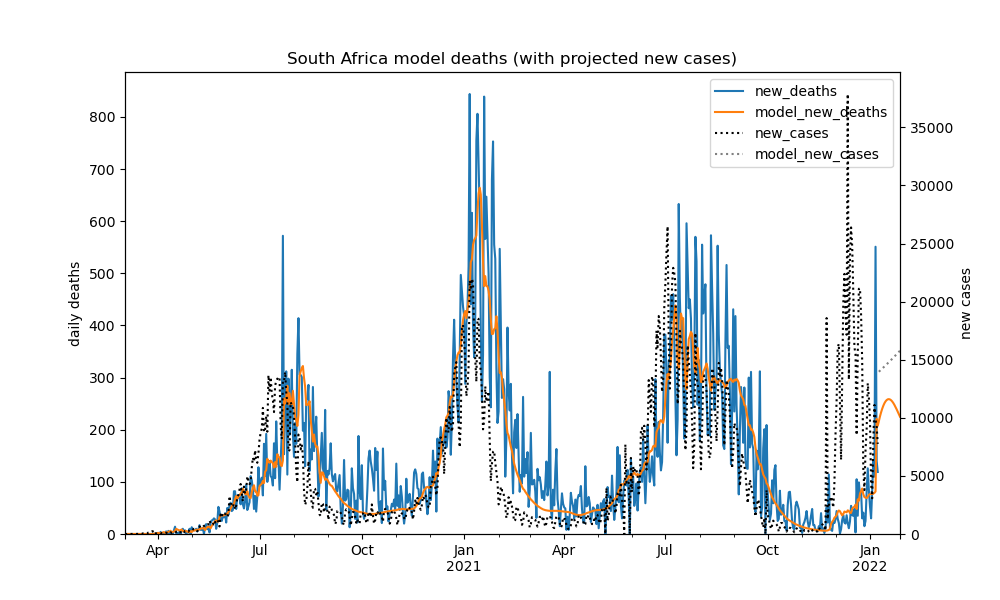 South Africa model deaths (with projected new cases)
new_deaths
model_new_deaths
new_cases
model_new_cases
daily deaths
800
700
600
500
400
300
200
100
0
new cases
35000
30000
25000
20000
15000
10000
5000
0
Apr Jul Oct Jan Apr Jul Oct Jan
2021 2022